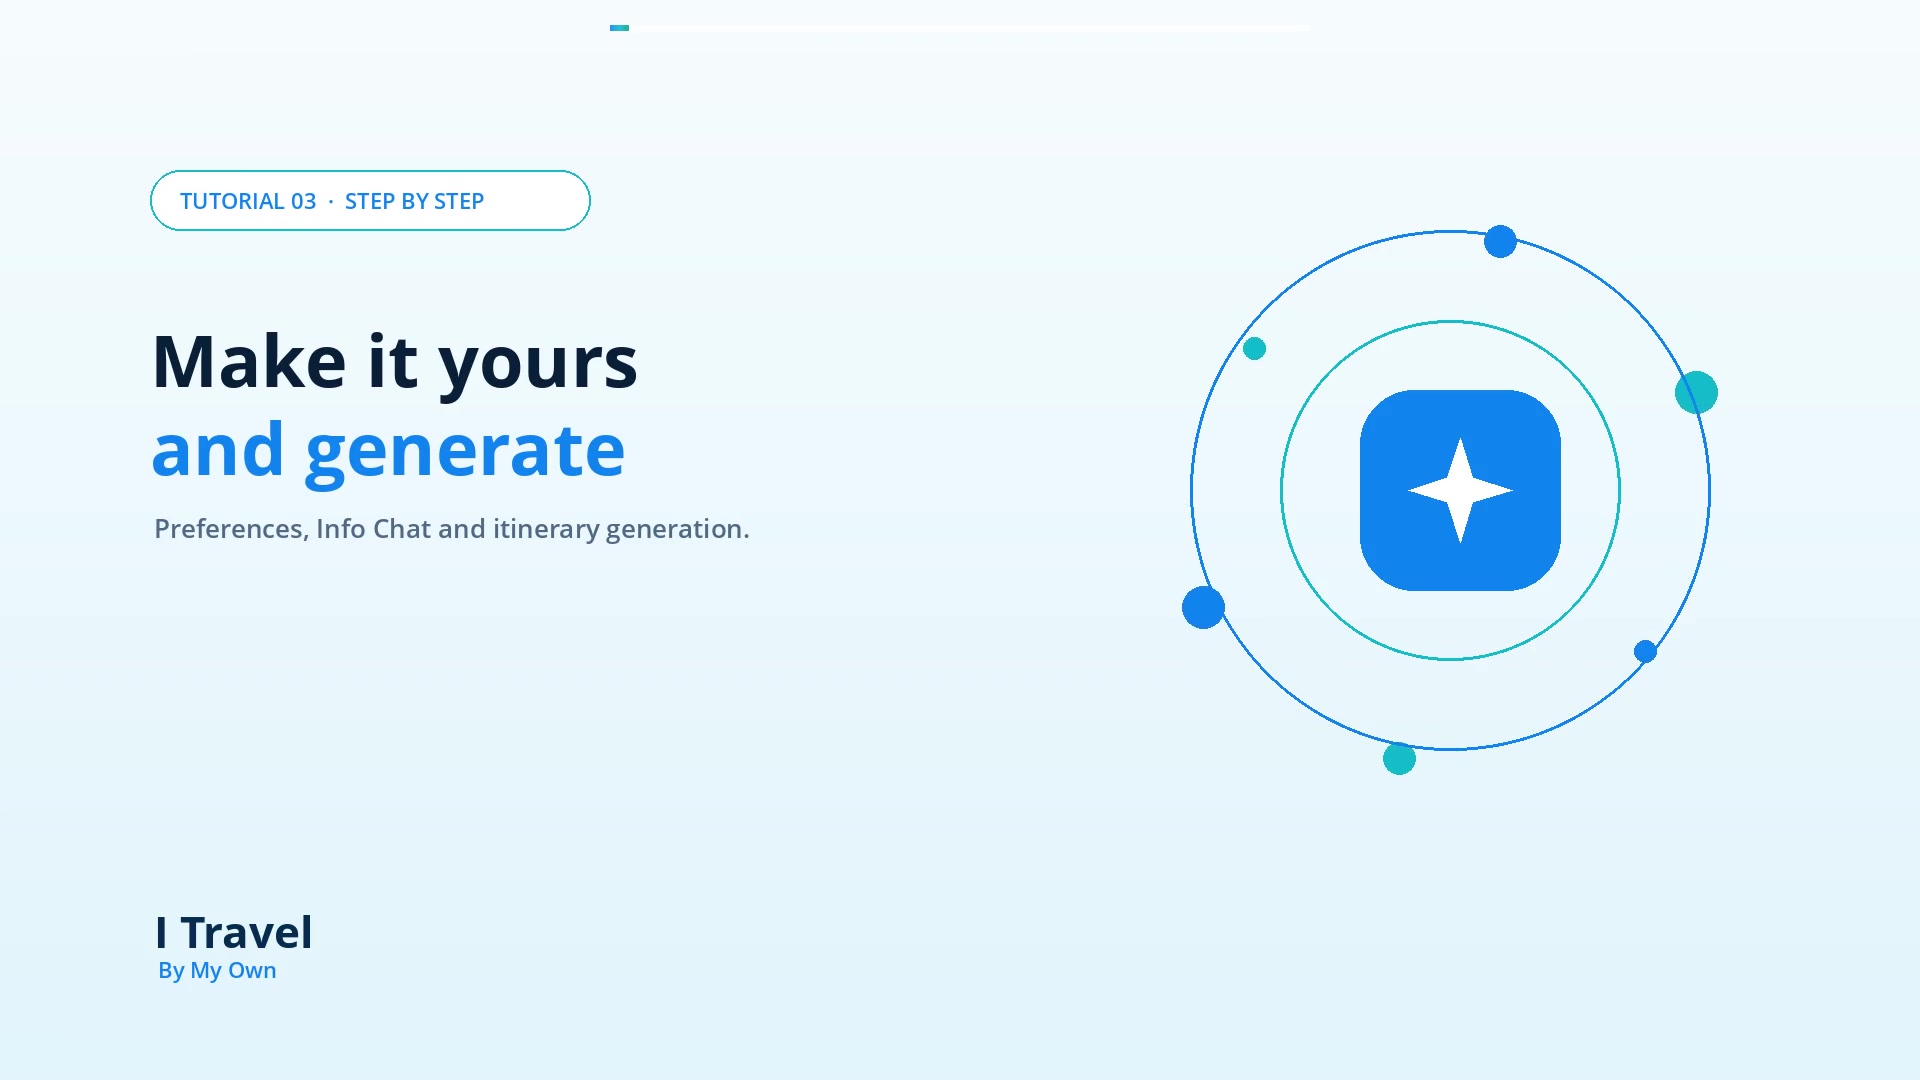 TUTORIAL 03 · STEP BY STEP
Make it yours
and generate
Preferences, Info Chat and itinerary generation.
I Travel
By My Own